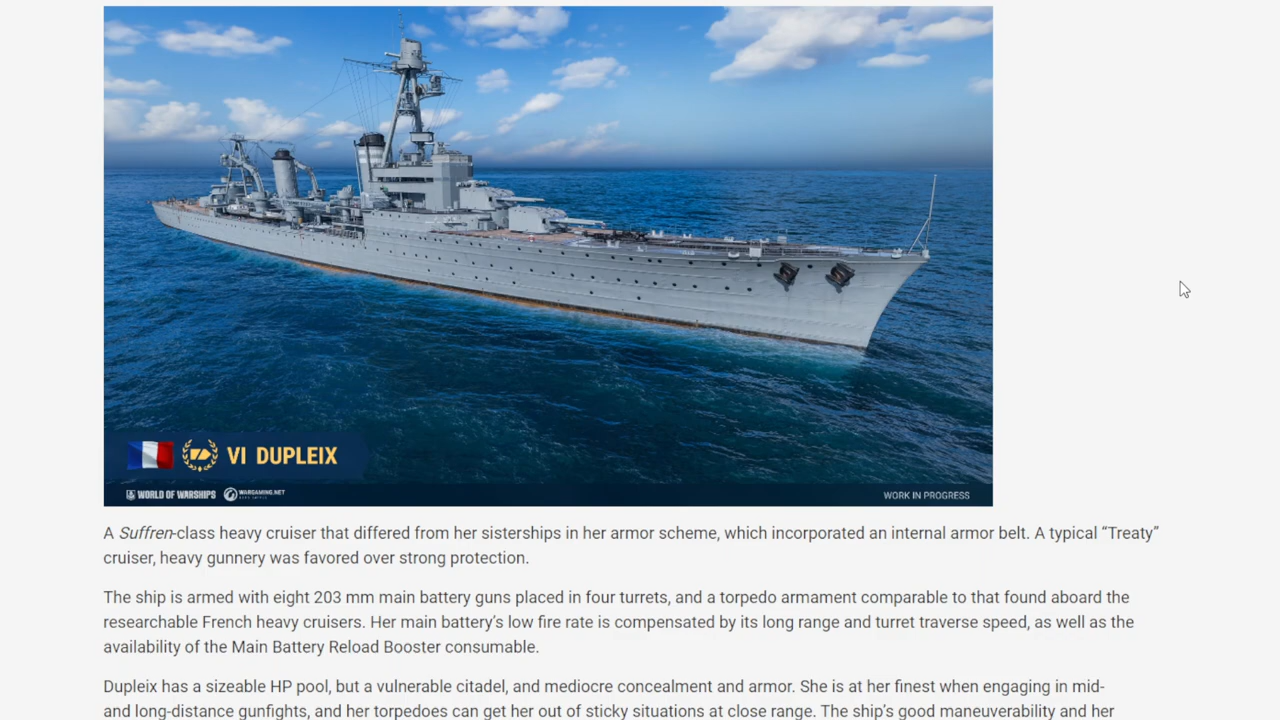 VI DUPLEIX
WORLD OF WARSHIPS WARGAMING.NET
WORK IN PROGRESS
A Suffren-class heavy cruiser that differed from her sisterships in her armor scheme, which incorporated an internal armor belt. A typical “Treaty”
cruiser, heavy gunnery was favored over strong protection.
The ship is armed with eight 203 mm main battery guns placed in four turrets, and a torpedo armament comparable to that found aboard the
researchable French heavy cruisers. Her main battery’s low fire rate is compensated by its long range and turret traverse speed, as well as the
availability of the Main Battery Reload Booster consumable.
Dupleix has a sizeable HP pool, but a vulnerable citadel, and mediocre concealment and armor. She is at her finest when engaging in mid-
and long-distance gunfights, and her torpedoes can get her out of sticky situations at close range. The ship’s good maneuverability and her